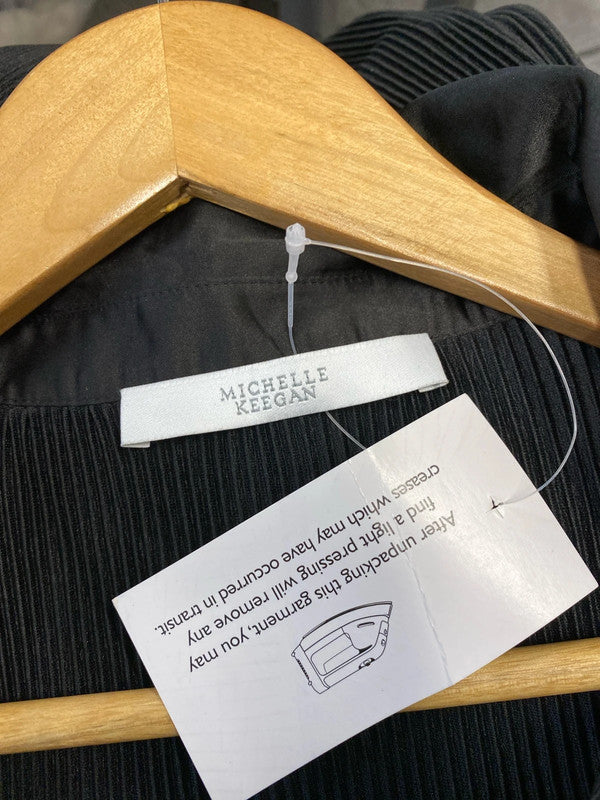 MICHELLE
KEEGAN
After unpacking this garment, you may
find a light pressing will remove any
creases which may have occurred in transit.